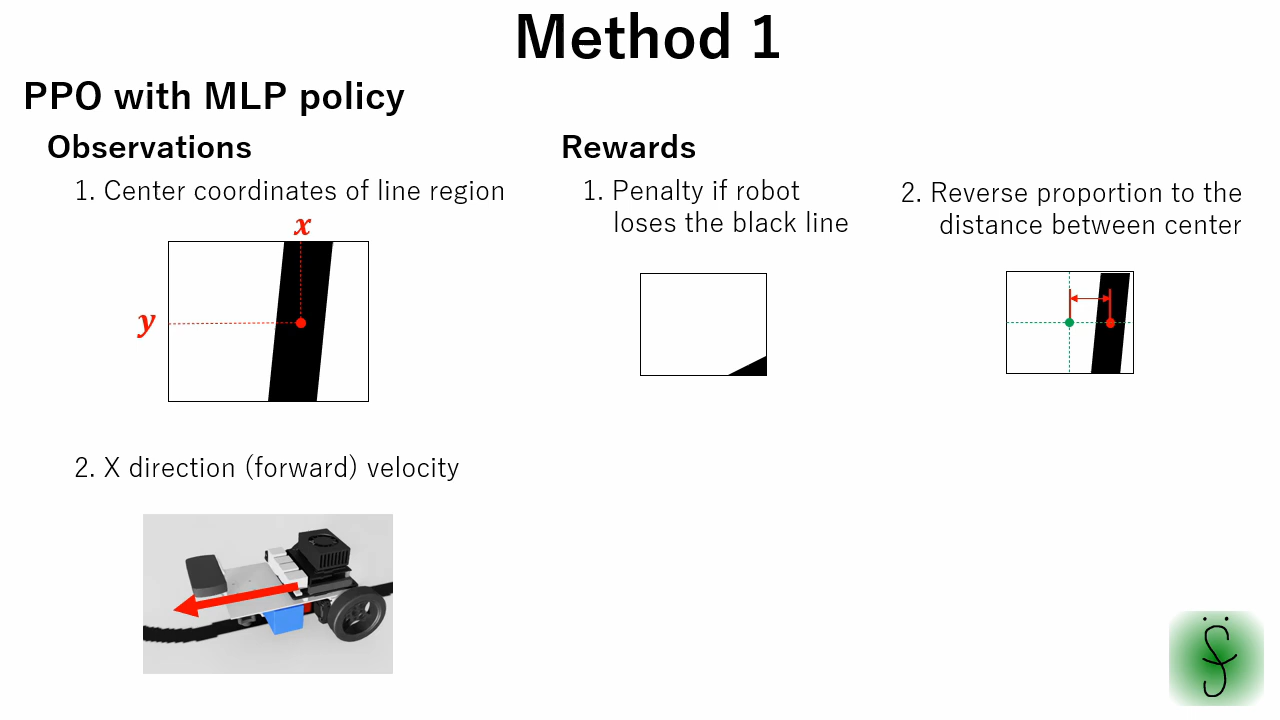 Method 1
PPO with MLP policy
Observations
1. Center coordinates of line region
x
y
2. X direction (forward) velocity
Rewards
1. Penalty if robot
loses the black line
2. Reverse proportion to the
distance between center